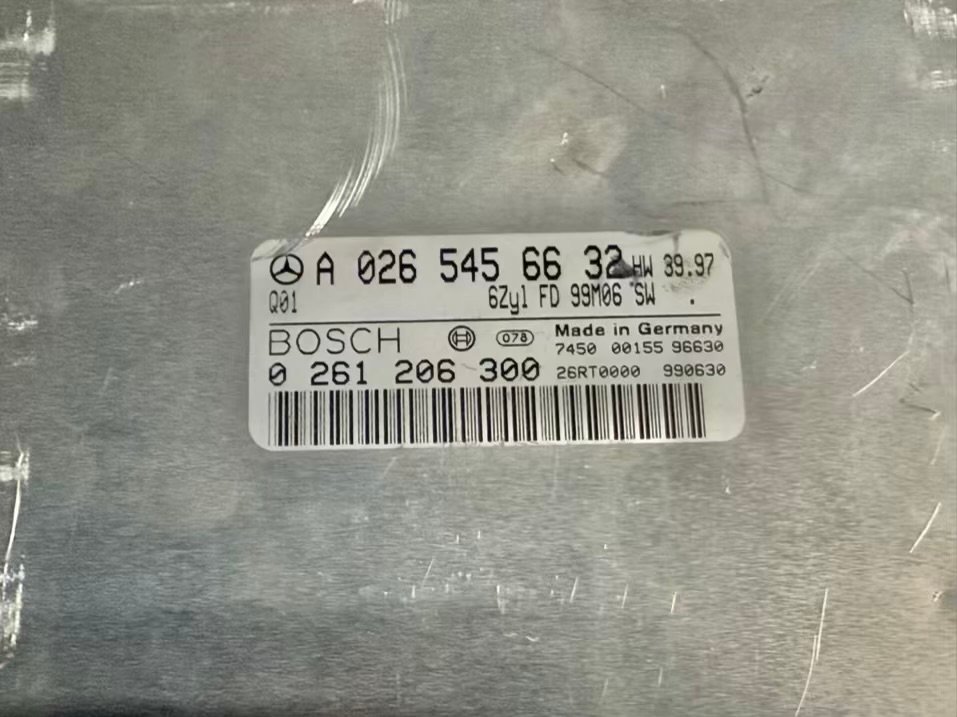 A 026 545 66 32 HW 39.97
Q01 6Zyl FD 99M06 SW .
BOSCH 078 Made in Germany
7450 00155 96630
0 261 206 300 26RT0000 990630